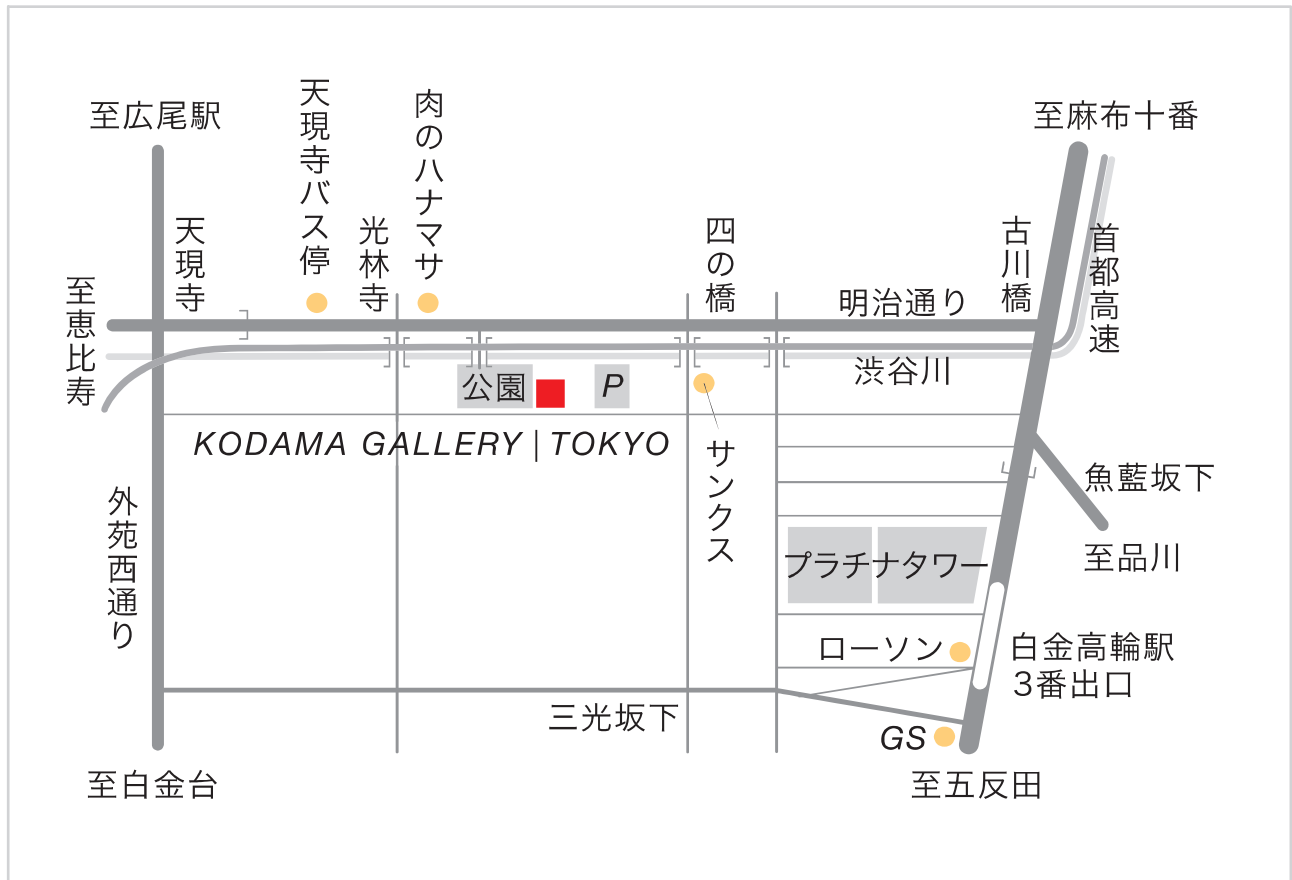 至広尾駅
天現寺バス停
肉のハナマサ
至麻布十番
天現寺
光林寺
四の橋
古川橋
首都高速
至恵比寿
明治通り
渋谷川
公園
P
KODAMA GALLERY | TOKYO
サンクス
魚藍坂下
至品川
外苑西通り
プラチナタワー
ローソン
白金高輪駅
3番出口
三光坂下
GS
至白金台
至五反田